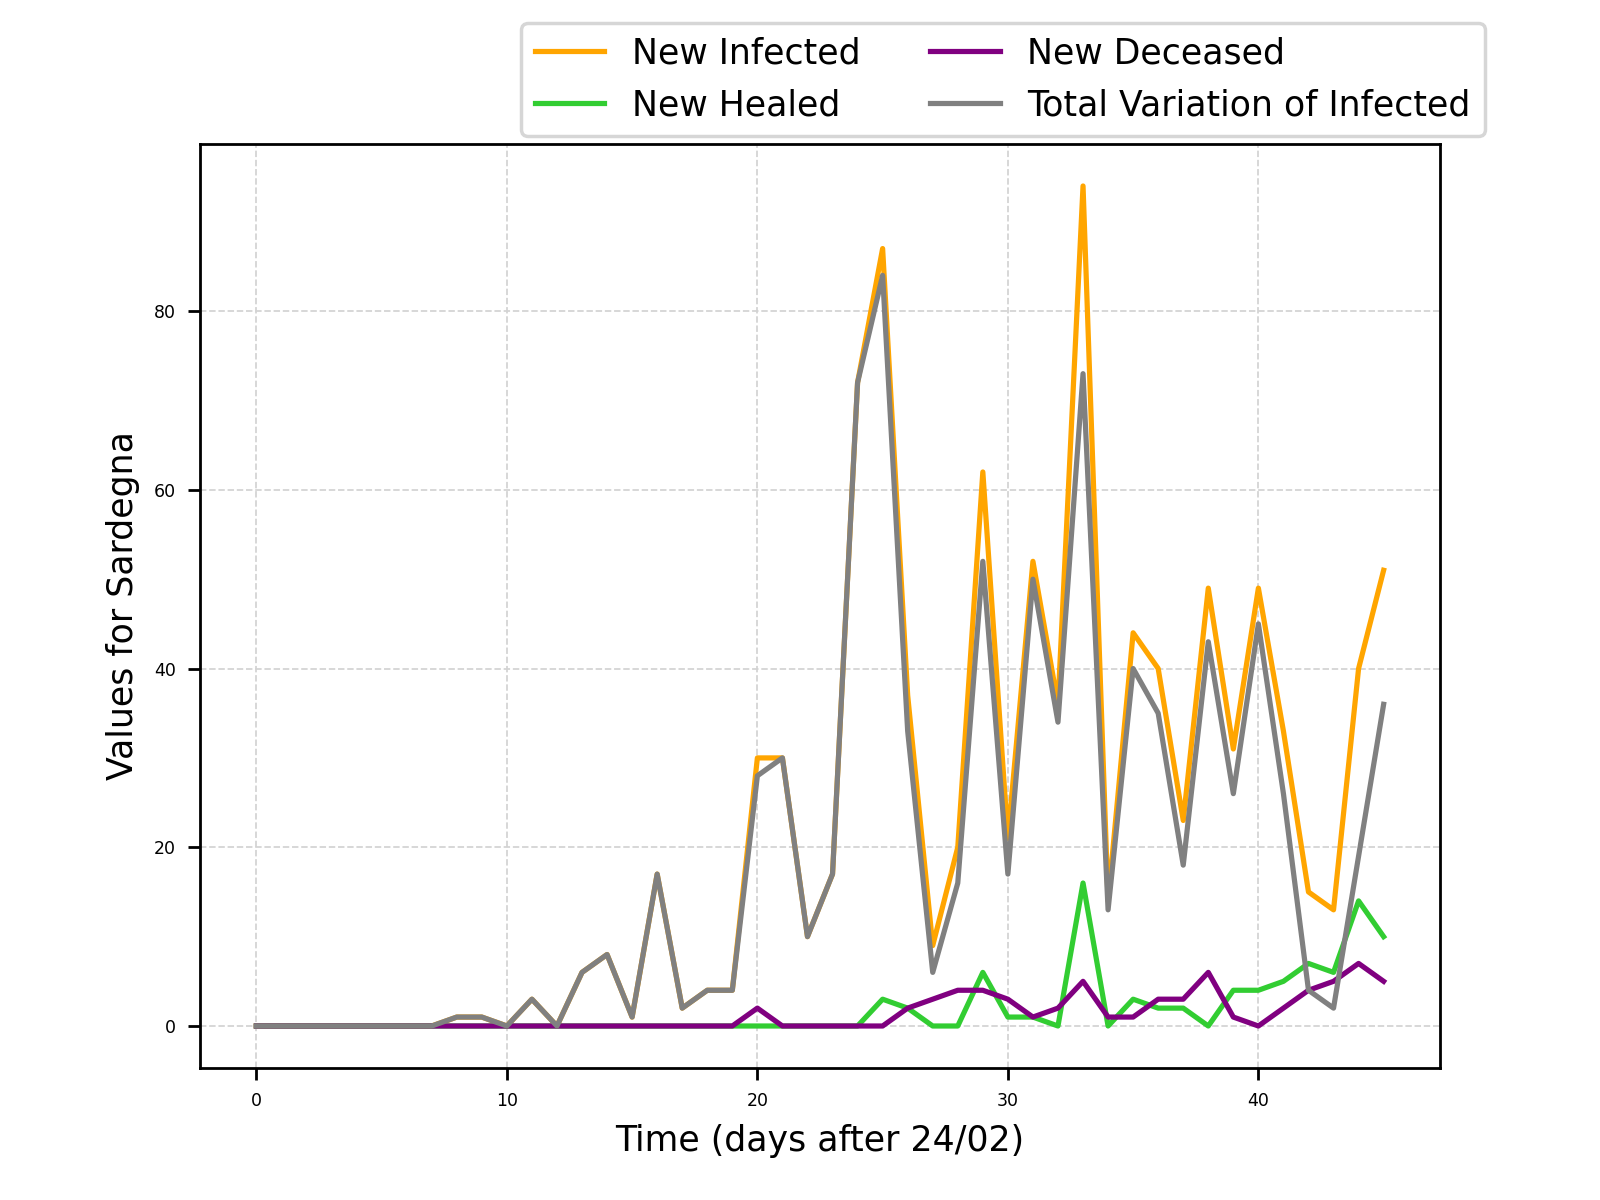 New Infected
New Healed
New Deceased
Total Variation of Infected
Values for Sardegna
80
60
40
20
0
0 10 20 30 40
Time (days after 24/02)